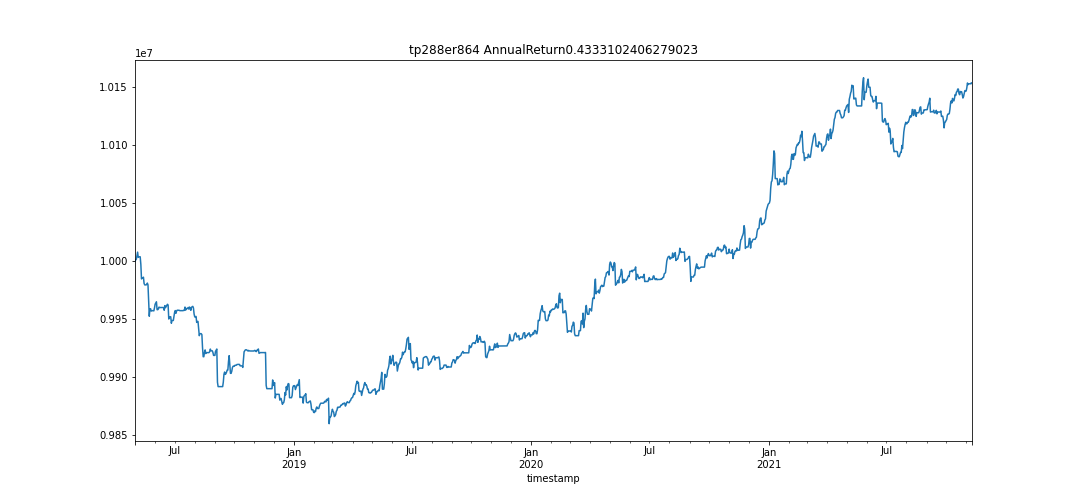 tp288er864 AnnualReturn0.4333102406279023
1e7
1.015
1.010
1.005
1.000
0.995
0.990
0.985
Jul
Jan
2019
Jul
Jan
2020
Jul
Jan
2021
Jul
timestamp